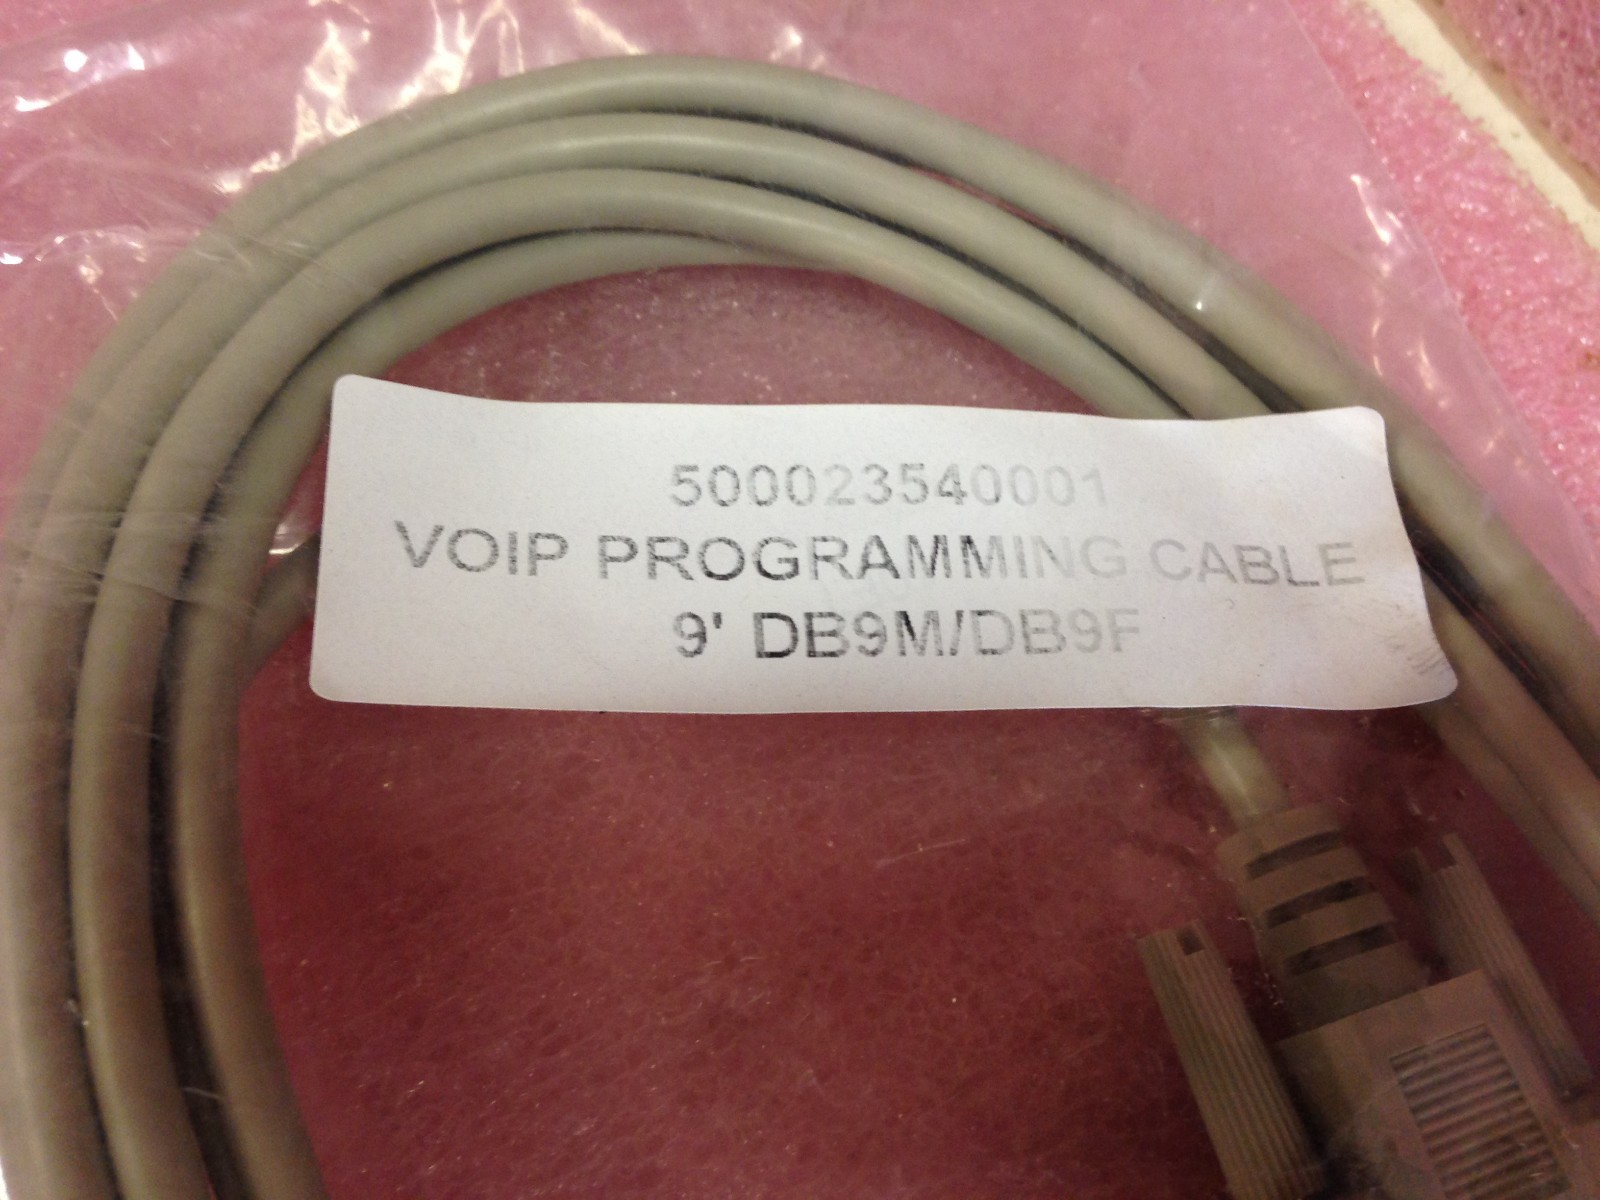 500023540001
VOIP PROGRAMMING CABLE
9' DB9M/DB9F